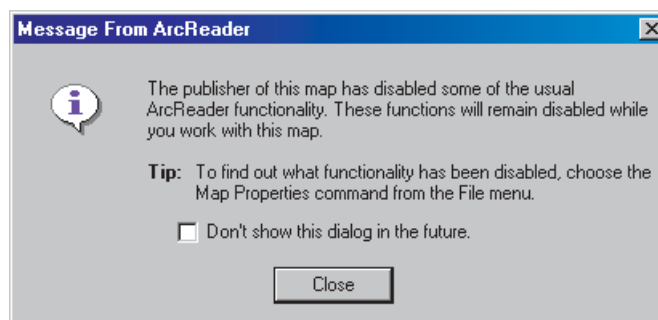 Message From ArcReader
The publisher of this map has disabled some of the usual
ArcReader functionality. These functions will remain disabled while
you work with this map.
Tip: To find out what functionality has been disabled, choose the
Map Properties command from the File menu.
Don't show this dialog in the future.
Close